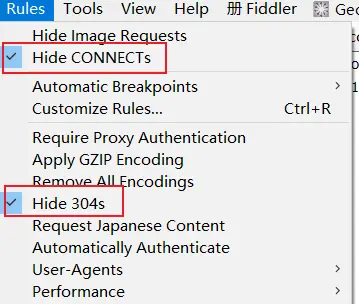 Rules Tools View Help 册 Fiddler Geo
Hide Image Requests
Hide CONNECTs
Automatic Breakpoints
Customize Rules... Ctrl+R
Require Proxy Authentication
Apply GZIP Encoding
Remove All Encodings
Hide 304s
Request Japanese Content
Automatically Authenticate
User-Agents
Performance